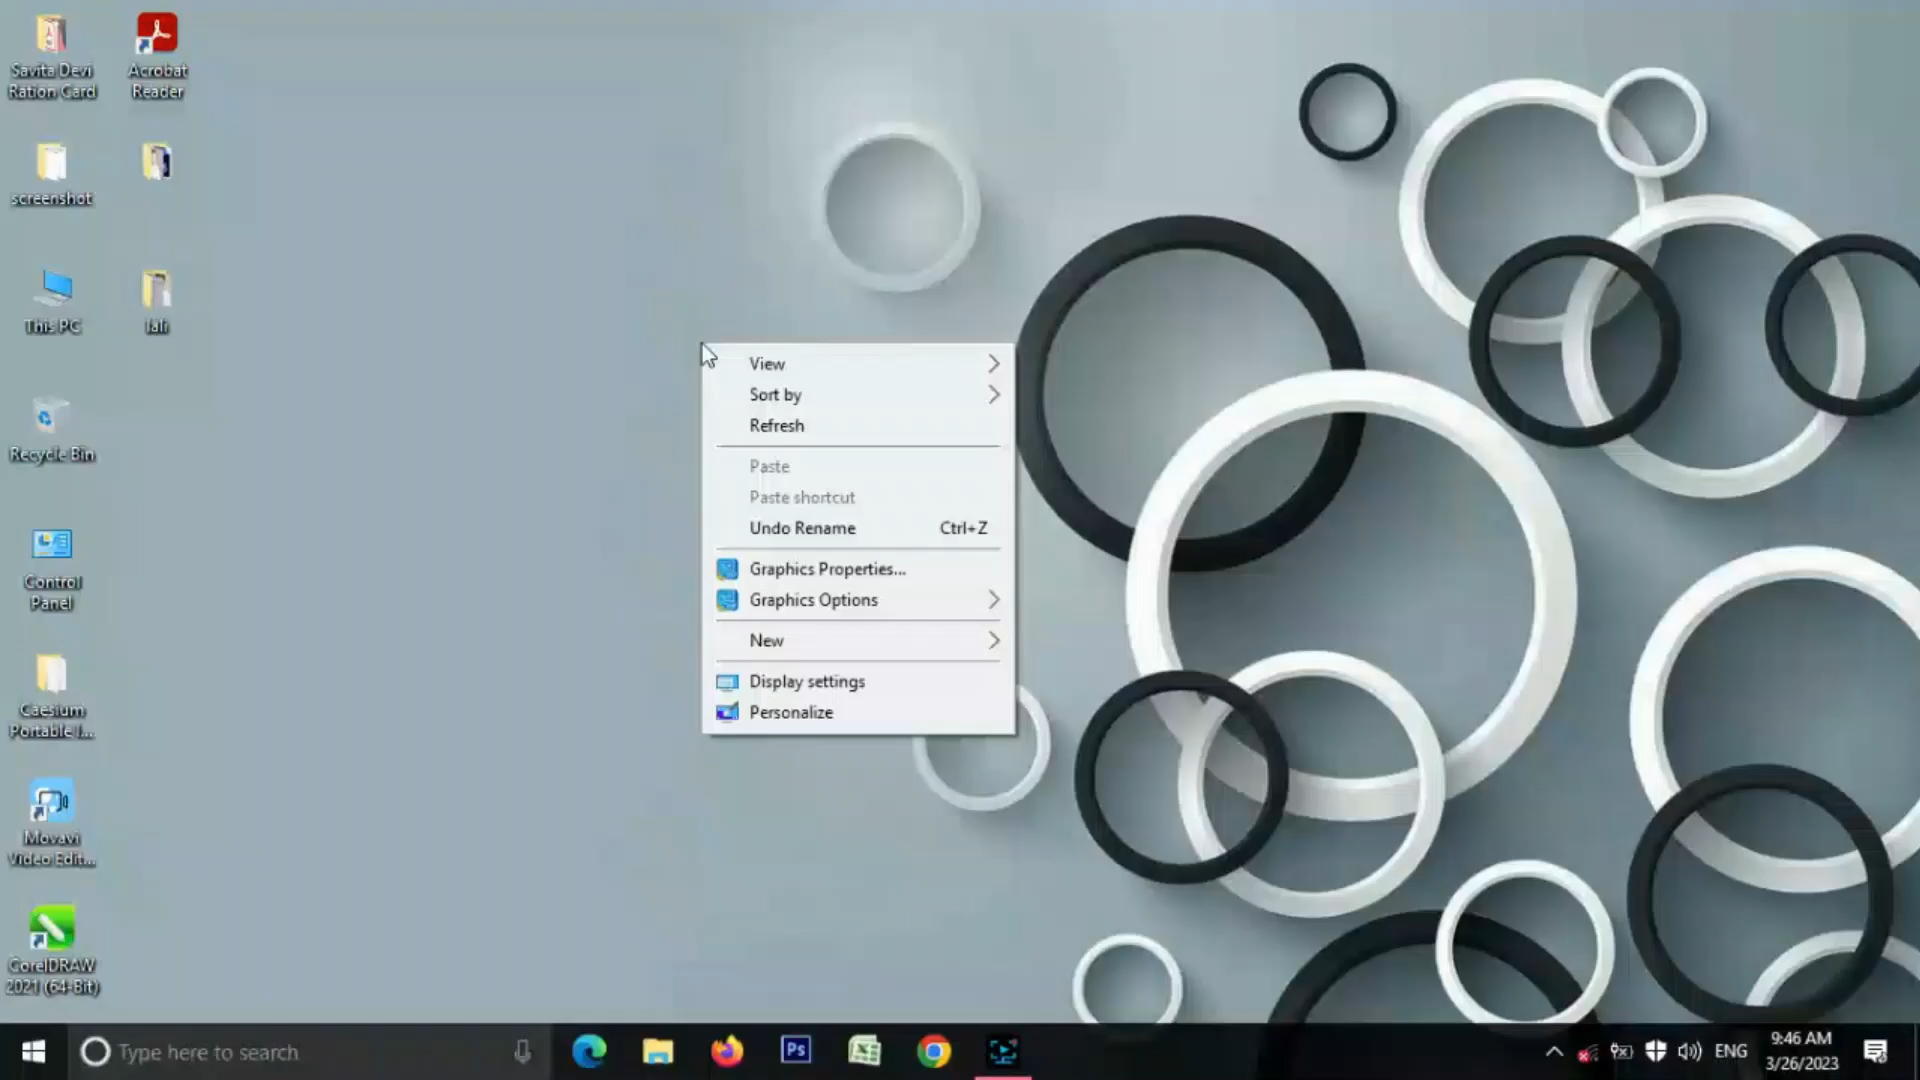 Savita Devi
Ration Card
Acrobat
Reader
screenshot
This PC
lali
Recycle Bin
Control
Panel
Caesium
Portable I...
Movavi
Video Edit...
CorelDRAW
2021 (64-Bit)
View
Sort by
Refresh
Paste
Paste shortcut
Undo Rename Ctrl+Z
Graphics Properties...
Graphics Options
New
Display settings
Personalize
Type here to search
Ps
ENG
9:46 AM
3/26/2023